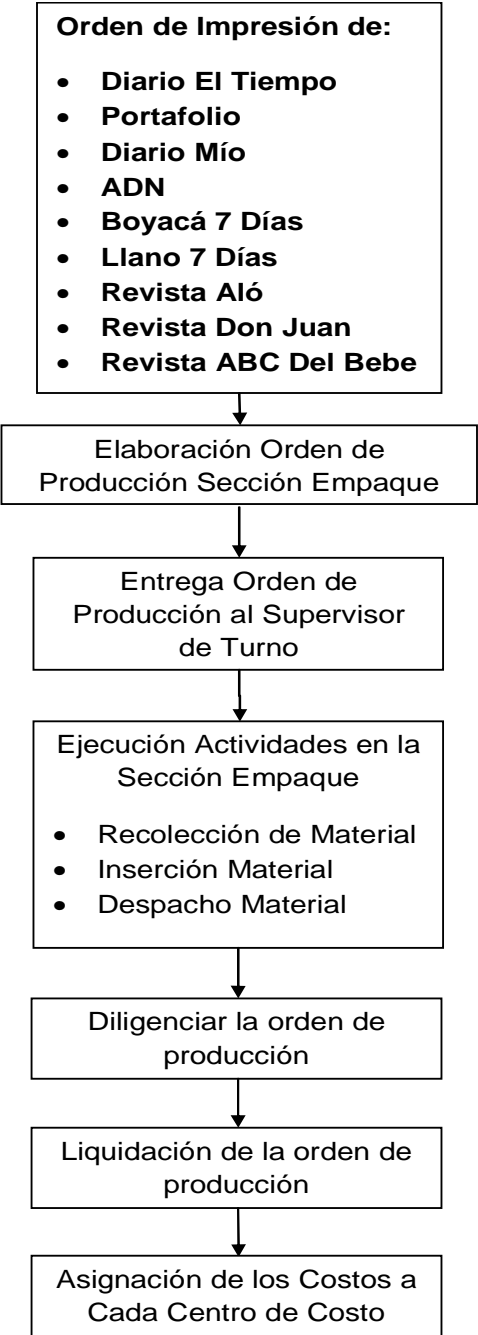 Orden de Impresión de:
• Diario El Tiempo
• Portafolio
• Diario Mío
• ADN
• Boyacá 7 Días
• Llano 7 Días
• Revista Aló
• Revista Don Juan
• Revista ABC Del Bebe
Elaboración Orden de
Producción Sección Empaque
Entrega Orden de
Producción al Supervisor
de Turno
Ejecución Actividades en la
Sección Empaque
• Recolección de Material
• Inserción Material
• Despacho Material
Diligenciar la orden de
producción
Liquidación de la orden de
producción
Asignación de los Costos a
Cada Centro de Costo